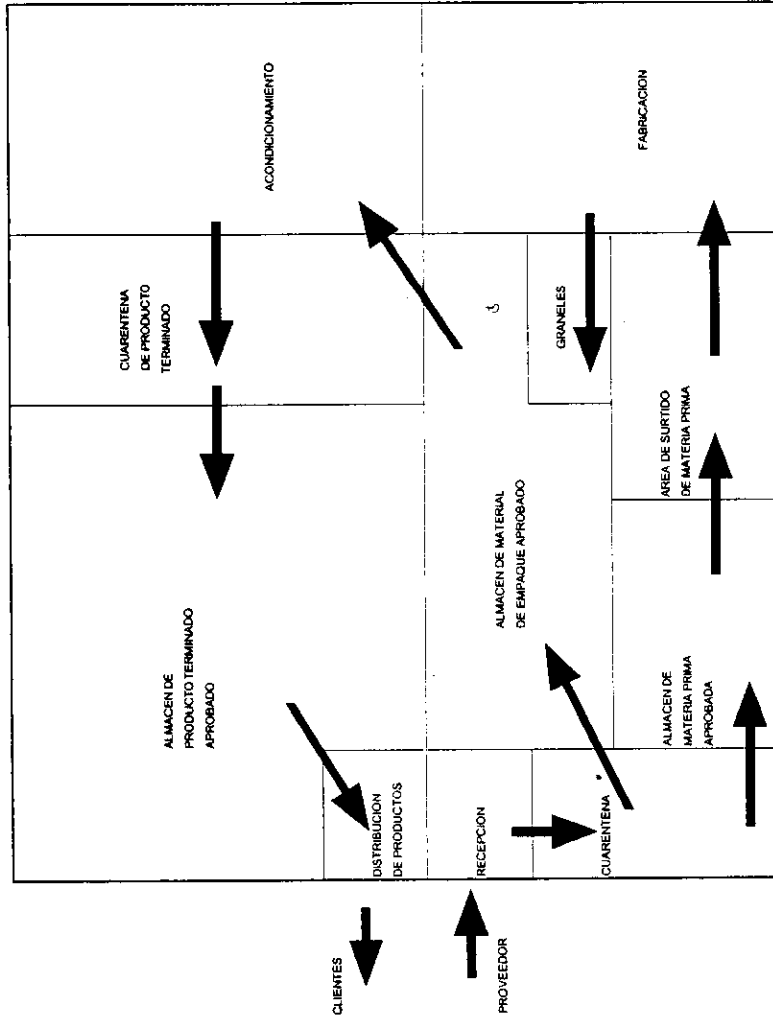 ACONDICIONAMIENTO
CUARENTENA
DE PRODUCTO
TERMINADO
FABRICACION
GRANELES
AREA DE SURTIDO
DE MATERIA PRIMA
ALMACEN DE MATERIAL
DE EMPAQUE APROBADO
ALMACEN DE
PRODUCTO TERMINADO
APROBADO
ALMACEN DE
MATERIA PRIMA
APROBADA
DISTRIBUCION
DE PRODUCTOS
RECEPCION
CUARENTENA
CLIENTES
PROVEEDOR